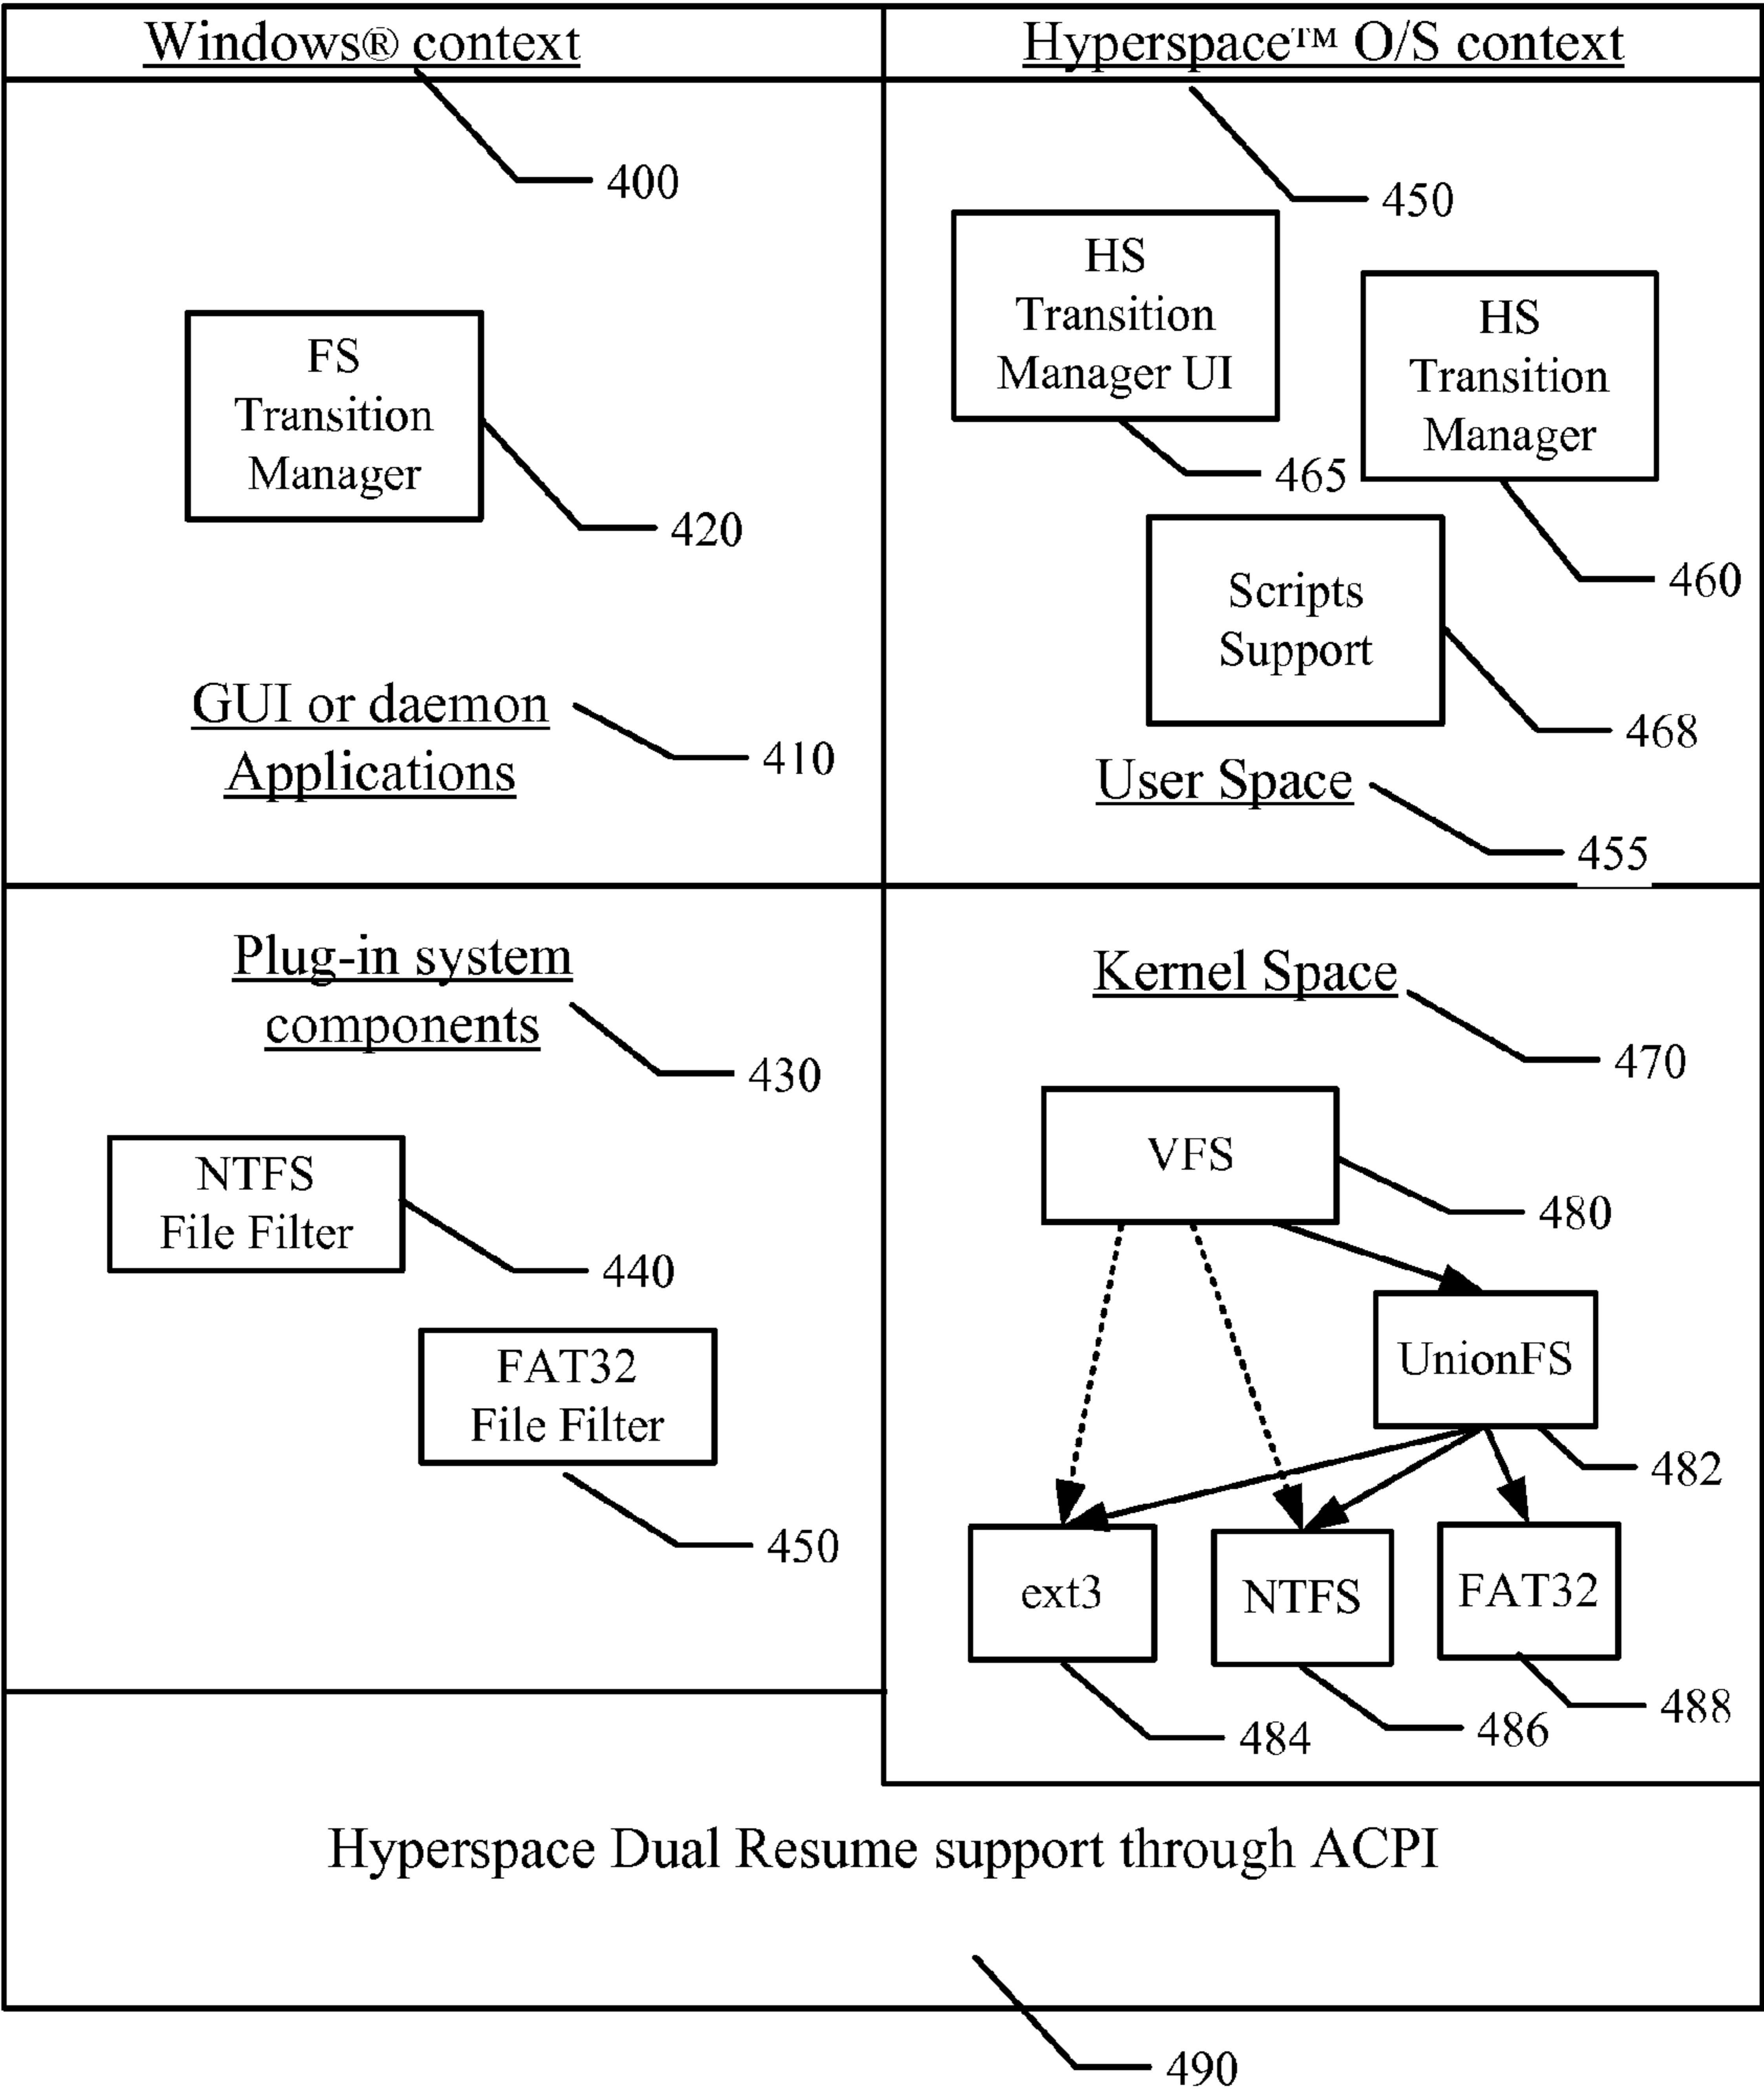 Windows® context
Hyperspace™ O/S context
400
450
HS
Transition
Manager UI
465
HS
Transition
Manager
460
FS
Transition
Manager
420
Scripts
Support
468
GUI or daemon
Applications
410
User Space
455
Plug-in system
components
430
Kernel Space
470
NTFS
File Filter
440
FAT32
File Filter
450
VFS
480
UnionFS
482
ext3
484
NTFS
486
FAT32
488
Hyperspace Dual Resume support through ACPI
490